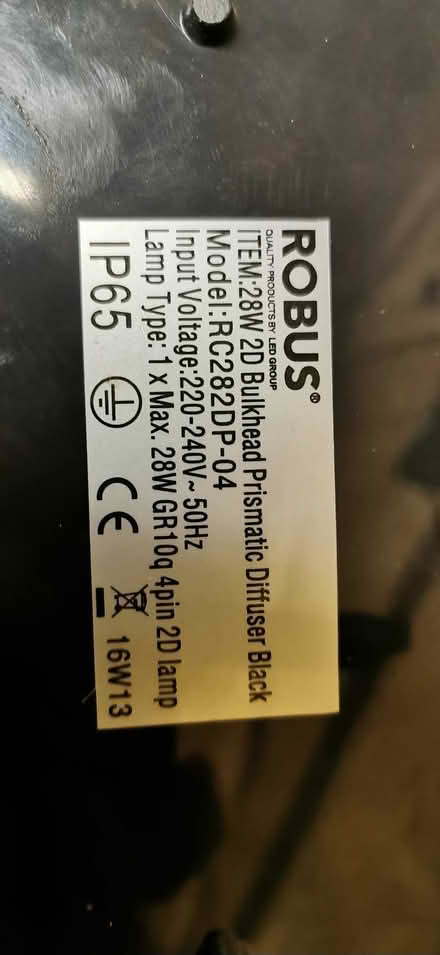 ROBUS®
QUALITY PRODUCTS BY LED GROUP
ITEM:28W 2D Bulkhead Prismatic Diffuser Black
Model:RC282DP-04
Input Voltage:220-240V~ 50Hz
Lamp Type: 1 x Max. 28W GR10q 4pin 2D lamp
IP65 CE 16W13